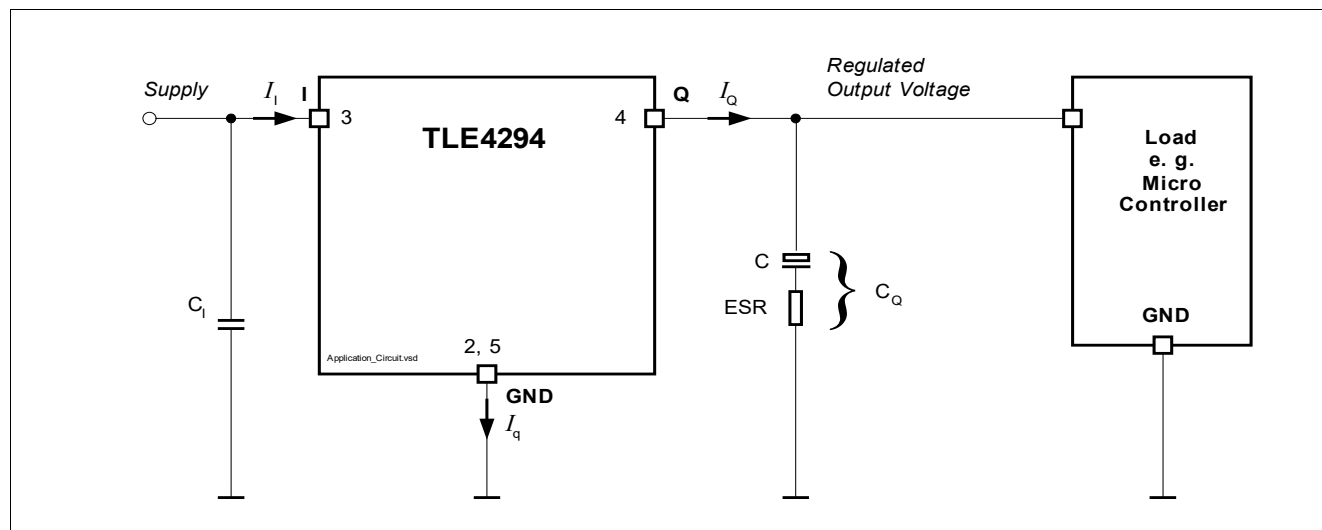 Supply
I_I
I
3
TLE4294
4
Q
I_Q
Regulated
Output Voltage
Load
e. g.
Micro
Controller
C_I
C
ESR
C_Q
GND
2, 5
Application_Circuit.vsd
GND
I_q